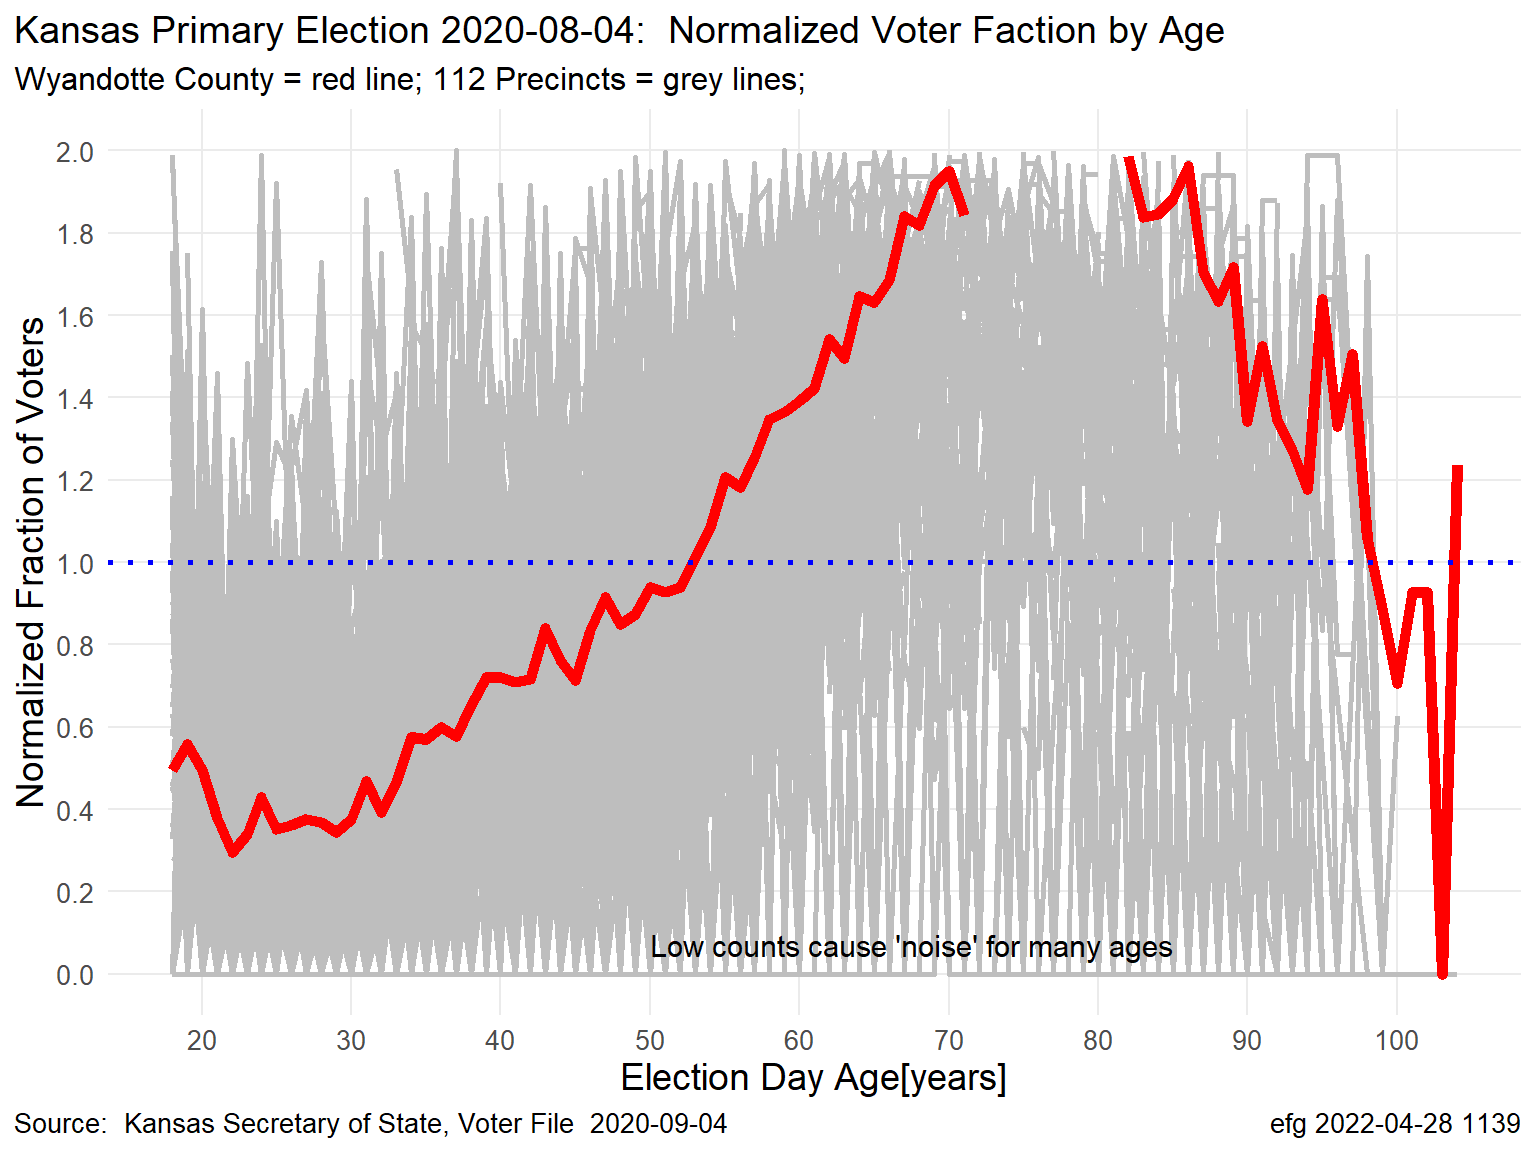 Kansas Primary Election 2020-08-04:  Normalized Voter Faction by Age
Wyandotte County = red line; 112 Precincts = grey lines;
Normalized Fraction of Voters
2.0
1.8
1.6
1.4
1.2
1.0
0.8
0.6
0.4
0.2
0.0
Low counts cause 'noise' for many ages
20 30 40 50 60 70 80 90 100
Election Day Age[years]
Source:  Kansas Secretary of State, Voter File  2020-09-04
efg 2022-04-28 1139